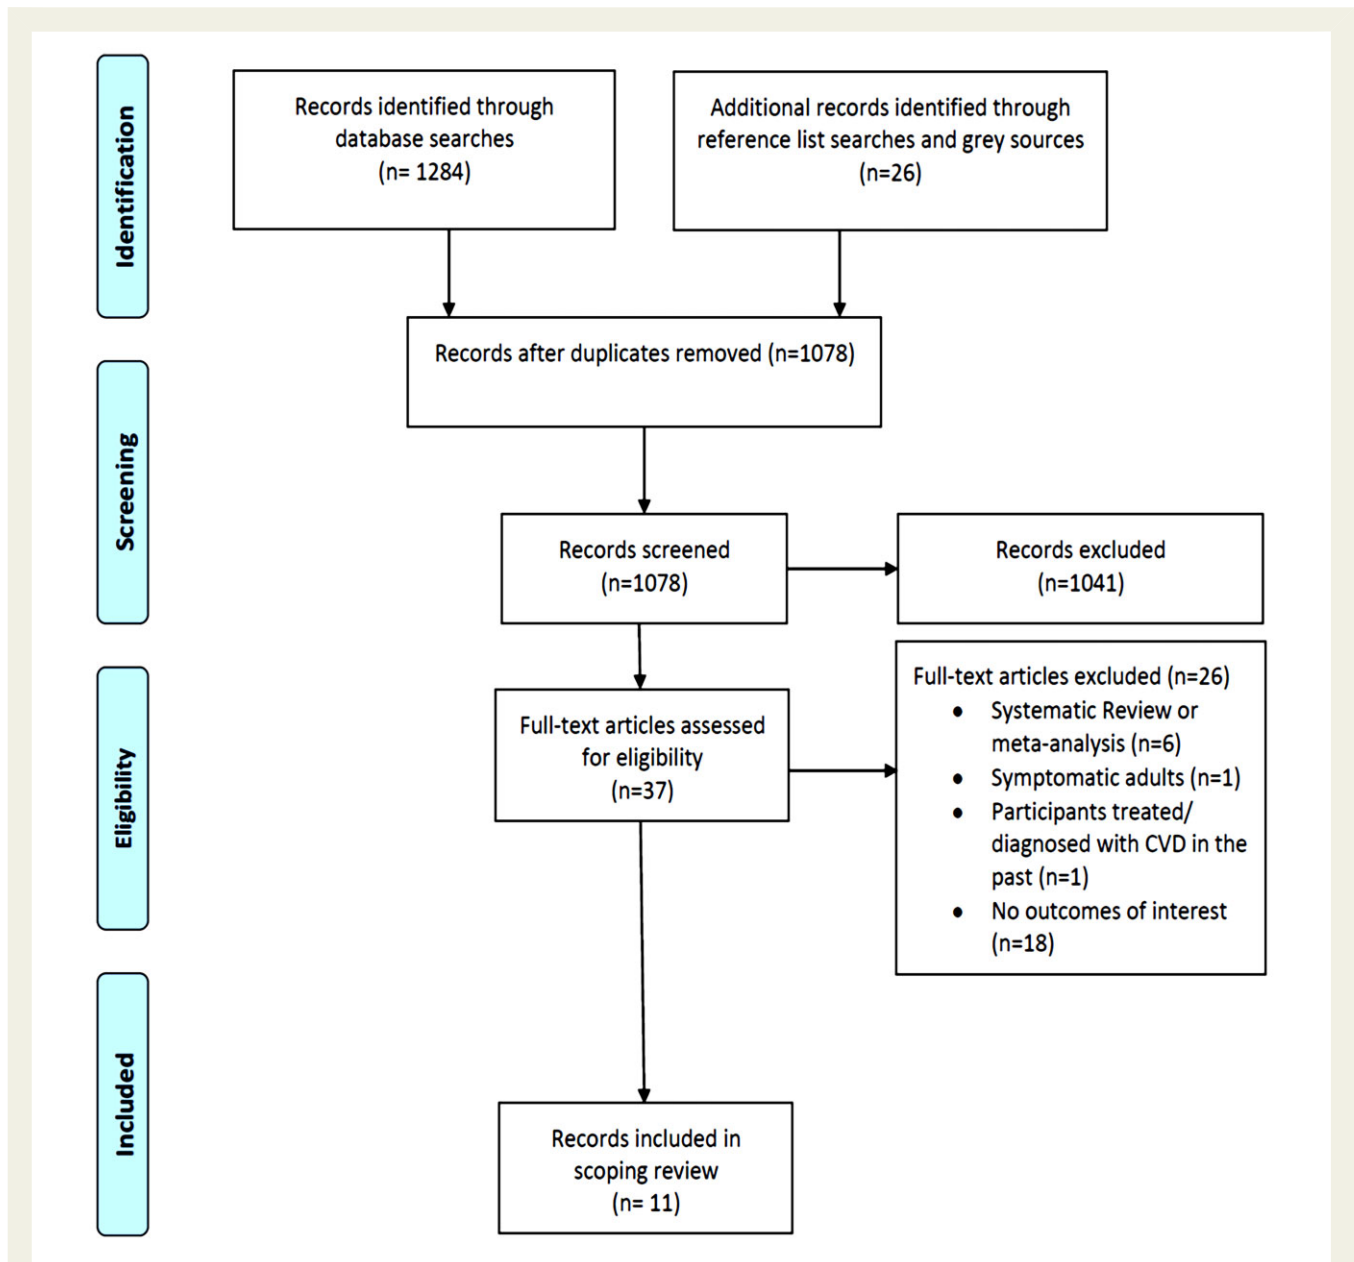 Identification
Records identified through
database searches
(n= 1284)
Additional records identified through
reference list searches and grey sources
(n=26)
Records after duplicates removed (n=1078)
Screening
Records screened
(n=1078)
Records excluded
(n=1041)
Eligibility
Full-text articles assessed
for eligibility
(n=37)
Full-text articles excluded (n=26)
● Systematic Review or
meta-analysis (n=6)
● Symptomatic adults (n=1)
● Participants treated/
diagnosed with CVD in the
past (n=1)
● No outcomes of interest
(n=18)
Included
Records included in
scoping review
(n= 11)